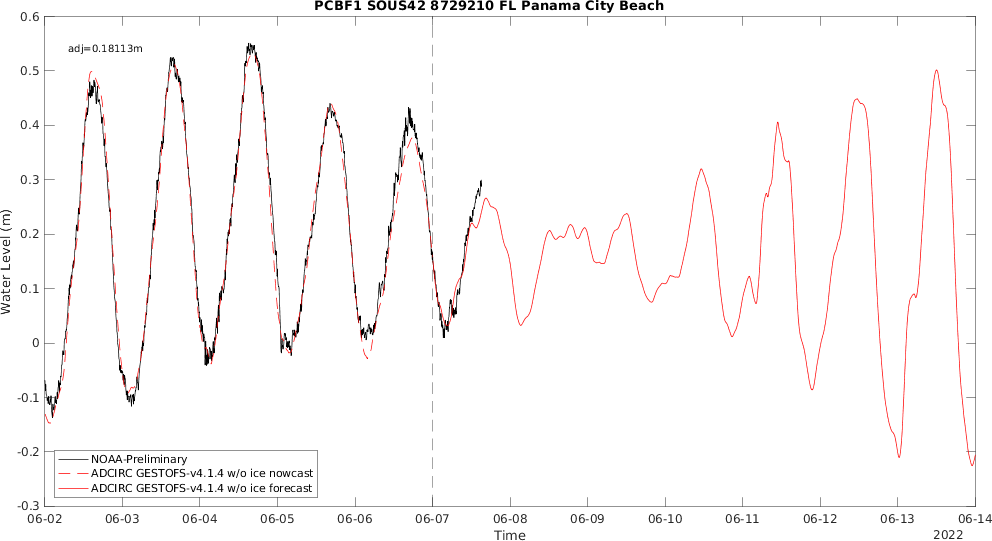 PCBF1 SOUS42 8729210 FL Panama City Beach
adj=0.18113m
Water Level (m)
0.6
0.5
0.4
0.3
0.2
0.1
0
-0.1
-0.2
-0.3
NOAA-Preliminary
ADCIRC GESTOFS-v4.1.4 w/o ice nowcast
ADCIRC GESTOFS-v4.1.4 w/o ice forecast
06-02 06-03 06-04 06-05 06-06 06-07 06-08 06-09 06-10 06-11 06-12 06-13 06-14
Time
2022